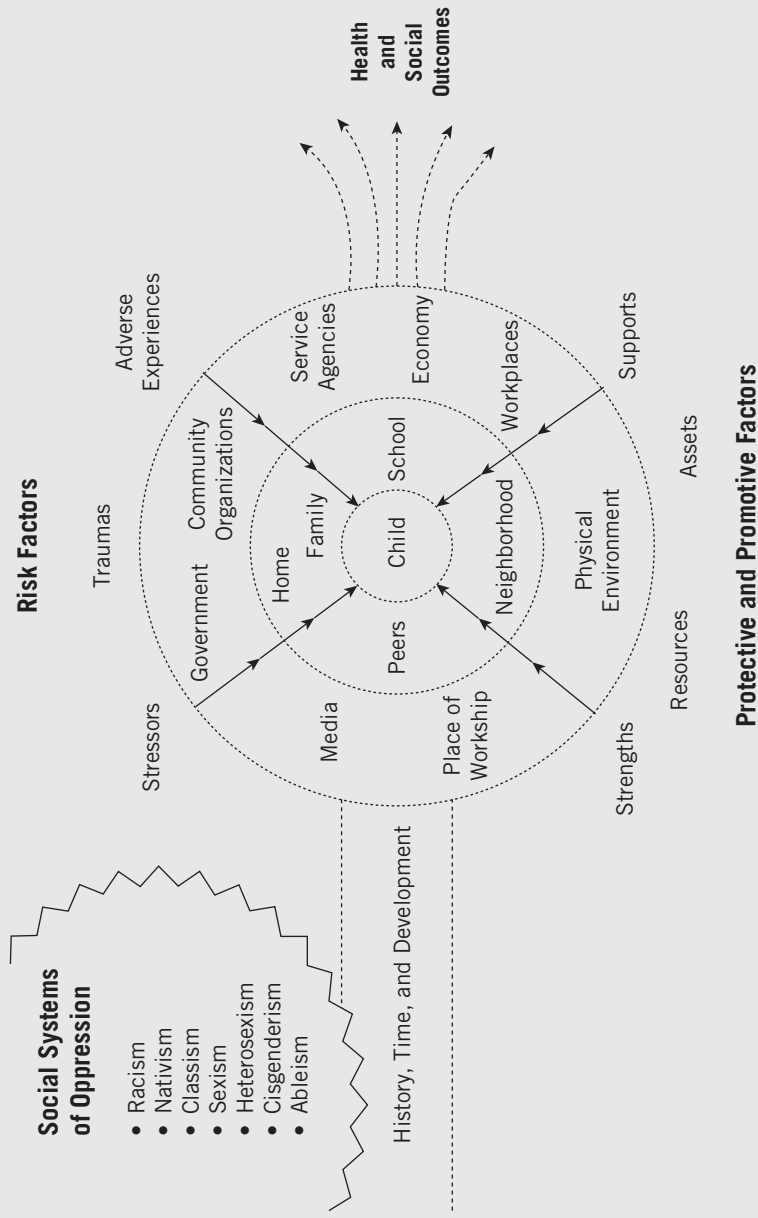 Social Systems
of Oppression
• Racism
• Nativism
• Classism
• Sexism
• Heterosexism
• Cisgenderism
• Ableism
History, Time, and Development
Risk Factors
Stressors
Traumas
Adverse
Experiences
Government
Community
Organizations
Service
Agencies
Media
Home
Family
School
Economy
Peers
Child
Place of
Workship
Neighborhood
Workplaces
Physical
Environment
Strengths
Resources
Assets
Supports
Protective and Promotive Factors
Health
and
Social
Outcomes